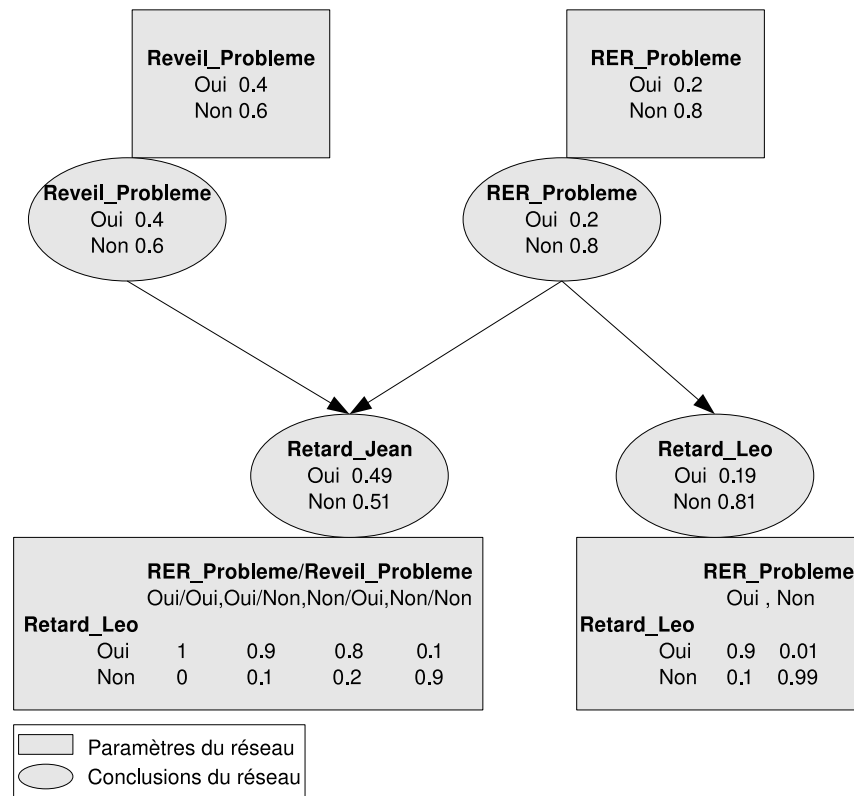 Reveil_Probleme
Oui 0.4
Non 0.6
RER_Probleme
Oui 0.2
Non 0.8
Reveil_Probleme
Oui 0.4
Non 0.6
RER_Probleme
Oui 0.2
Non 0.8
Retard_Jean
Oui 0.49
Non 0.51
Retard_Leo
Oui 0.19
Non 0.81
RER_Probleme/Reveil_Probleme
Oui/Oui,Oui/Non,Non/Oui,Non/Non
Retard_Leo
Oui 1 0.9 0.8 0.1
Non 0 0.1 0.2 0.9
RER_Probleme
Oui , Non
Retard_Leo
Oui 0.9 0.01
Non 0.1 0.99
Paramètres du réseau
Conclusions du réseau